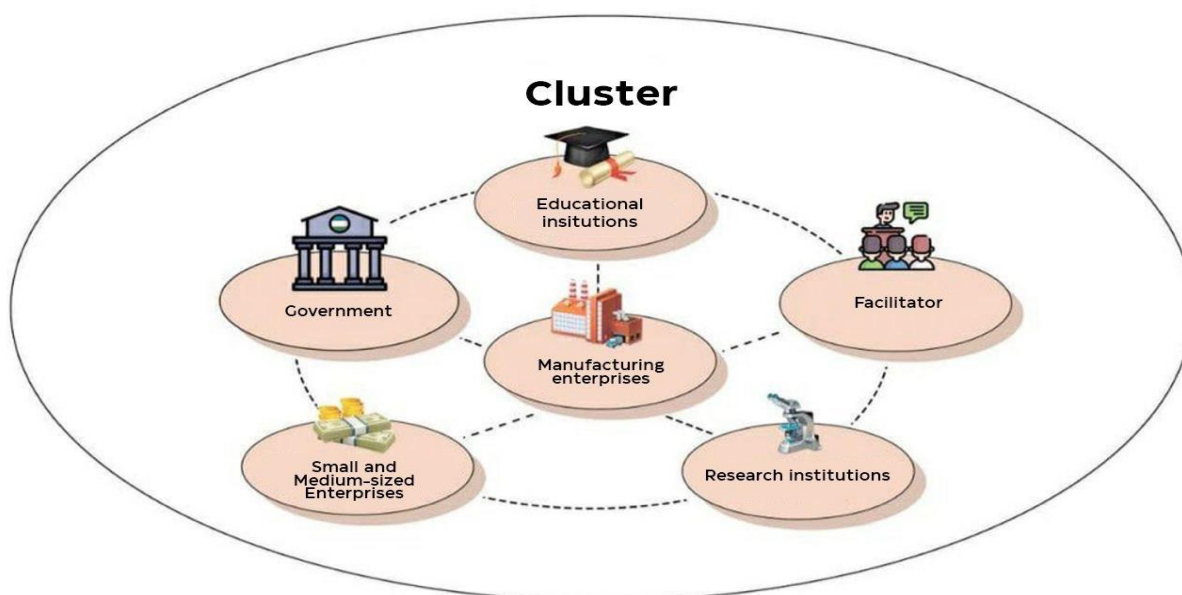 Cluster
Educational
insitutions
Government
Facilitator
Manufacturing
enterprises
Small and
Medium-sized
Enterprises
Research institutions